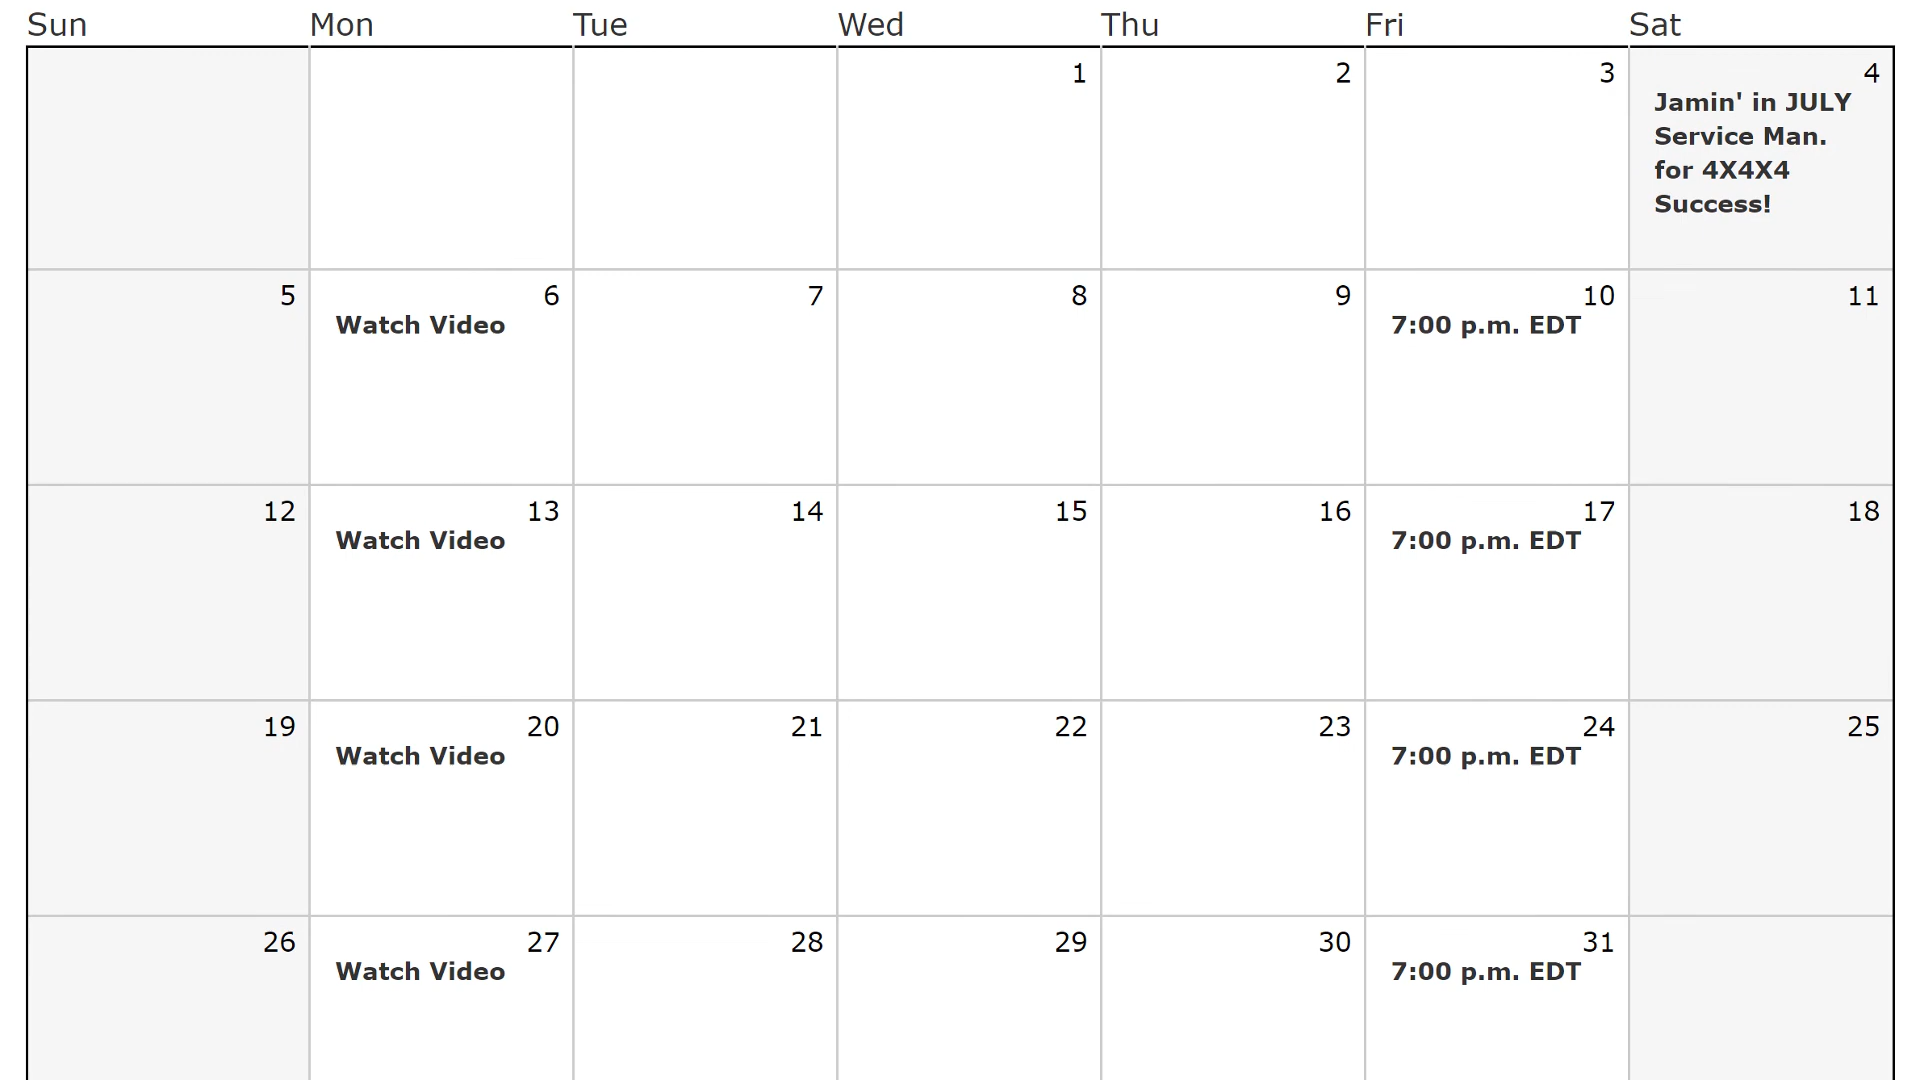 Sun Mon Tue Wed Thu Fri Sat
1 2 3 4
Jamin' in JULY
Service Man.
for 4X4X4
Success!
5 6 7 8 9 10 11
Watch Video 7:00 p.m. EDT
12 13 14 15 16 17 18
Watch Video 7:00 p.m. EDT
19 20 21 22 23 24 25
Watch Video 7:00 p.m. EDT
26 27 28 29 30 31
Watch Video 7:00 p.m. EDT